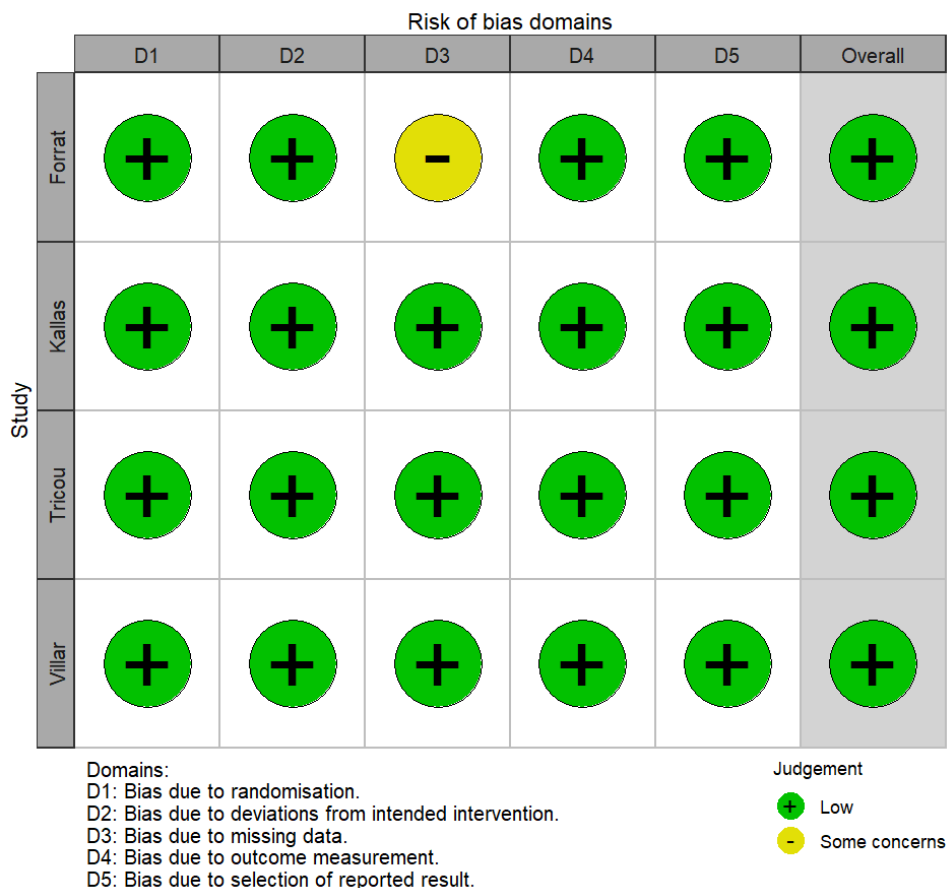 Risk of bias domains
D1 D2 D3 D4 D5 Overall
Study
Forrat + + - + + +
Kallas + + + + + +
Tricou + + + + + +
Villar + + + + + +
Domains:
D1: Bias due to randomisation.
D2: Bias due to deviations from intended intervention.
D3: Bias due to missing data.
D4: Bias due to outcome measurement.
D5: Bias due to selection of reported result.
Judgement
+ Low
- Some concerns